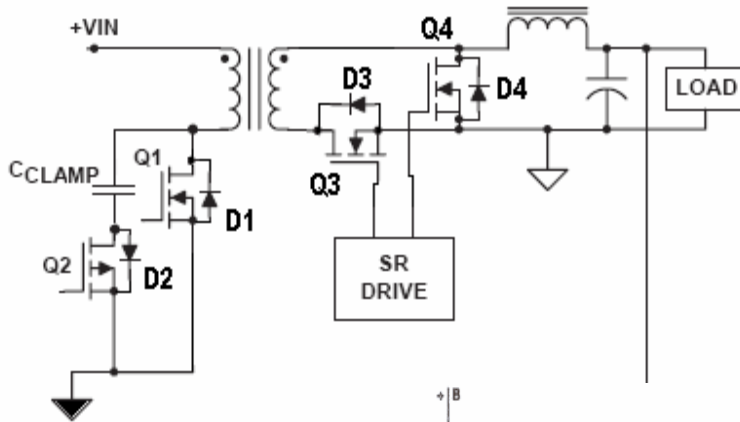 +VIN
Q4
D3
D4
LOAD
Q1
CCLAMP
D1
Q3
Q2
D2
SR
DRIVE
+|B